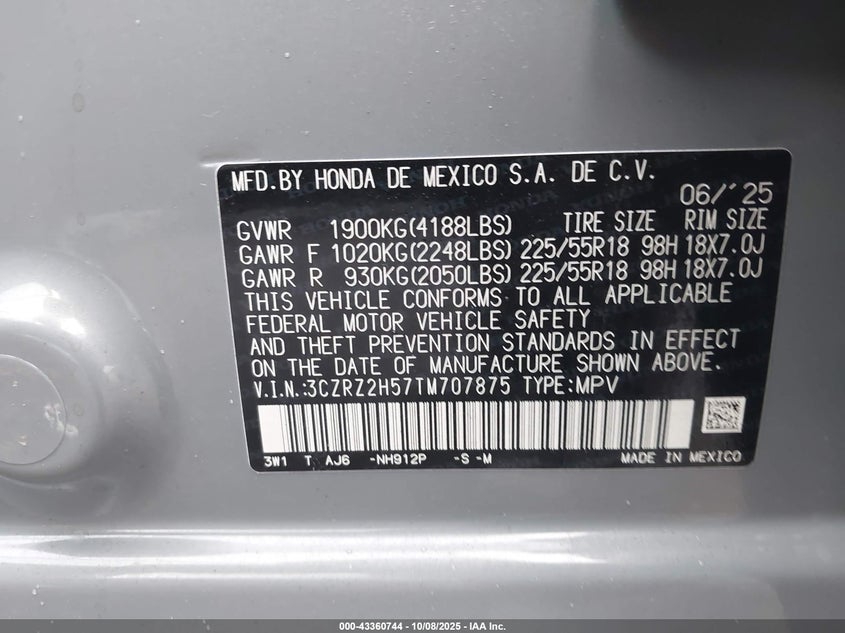 MFD.BY HONDA DE MEXICO S.A. DE C.V.
06/'25
GVWR 1900KG(4188LBS) TIRE SIZE RIM SIZE
GAWR F 1020KG(2248LBS) 225/55R18 98H 18X7.0J
GAWR R 930KG(2050LBS) 225/55R18 98H 18X7.0J
THIS VEHICLE CONFORMS TO ALL APPLICABLE
FEDERAL MOTOR VEHICLE SAFETY
AND THEFT PREVENTION STANDARDS IN EFFECT
ON THE DATE OF MANUFACTURE SHOWN ABOVE.
V.I.N.:3CZRZ2H57TM707875 TYPE:MPV
3W1 T AJ6 -NH912P -S -M MADE IN MEXICO
000-43360744 - 10/08/2025 - IAA Inc.